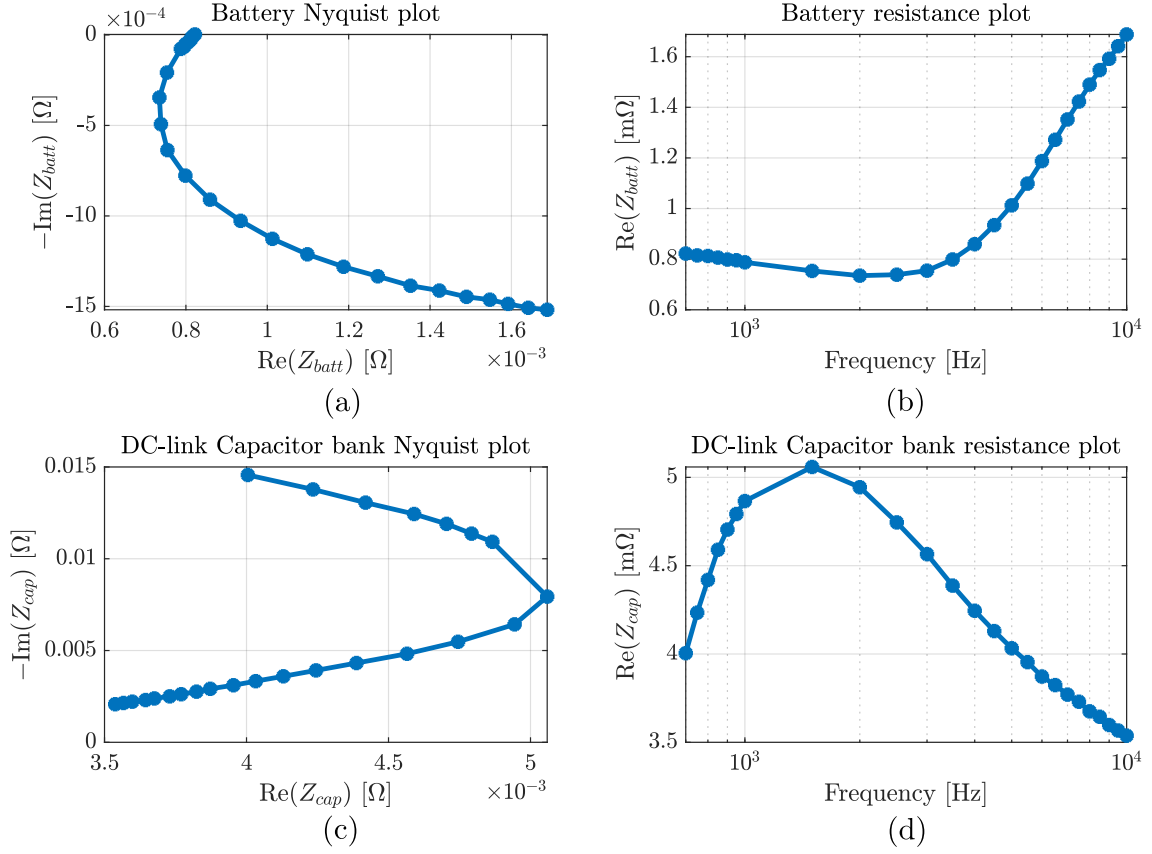 Battery Nyquist plot
×10⁻⁴
0
-5
-10
-15
−Im(Z_batt) [Ω]
0.6 0.8 1 1.2 1.4 1.6
Re(Z_batt) [Ω]
×10⁻³
(a)
Battery resistance plot
1.6
1.4
1.2
1
0.8
0.6
Re(Z_batt) [mΩ]
10³ 10⁴
Frequency [Hz]
(b)
DC-link Capacitor bank Nyquist plot
0.015
0.01
0.005
0
−Im(Z_cap) [Ω]
3.5 4 4.5 5
Re(Z_cap) [Ω]
×10⁻³
(c)
DC-link Capacitor bank resistance plot
5
4.5
4
3.5
Re(Z_cap) [mΩ]
10³ 10⁴
Frequency [Hz]
(d)